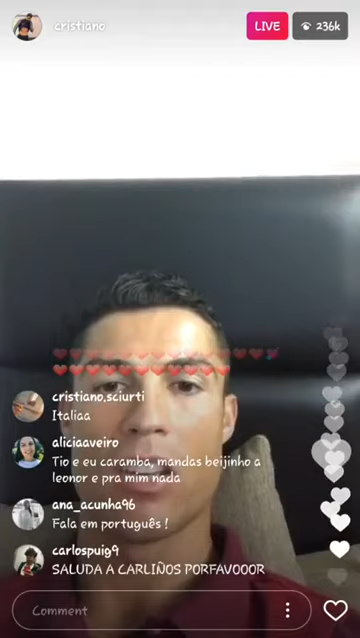 cristiano
LIVE
236k
cristiano.sciurti
Italiaa
aliciaaveiro
Tio e eu caramba, mandas beijinho a
leonor e pra mim nada
ana_acunha96
Fala em português !
carlospuig9
SALUDA A CARLIÑOS PORFAVOOOR
Comment